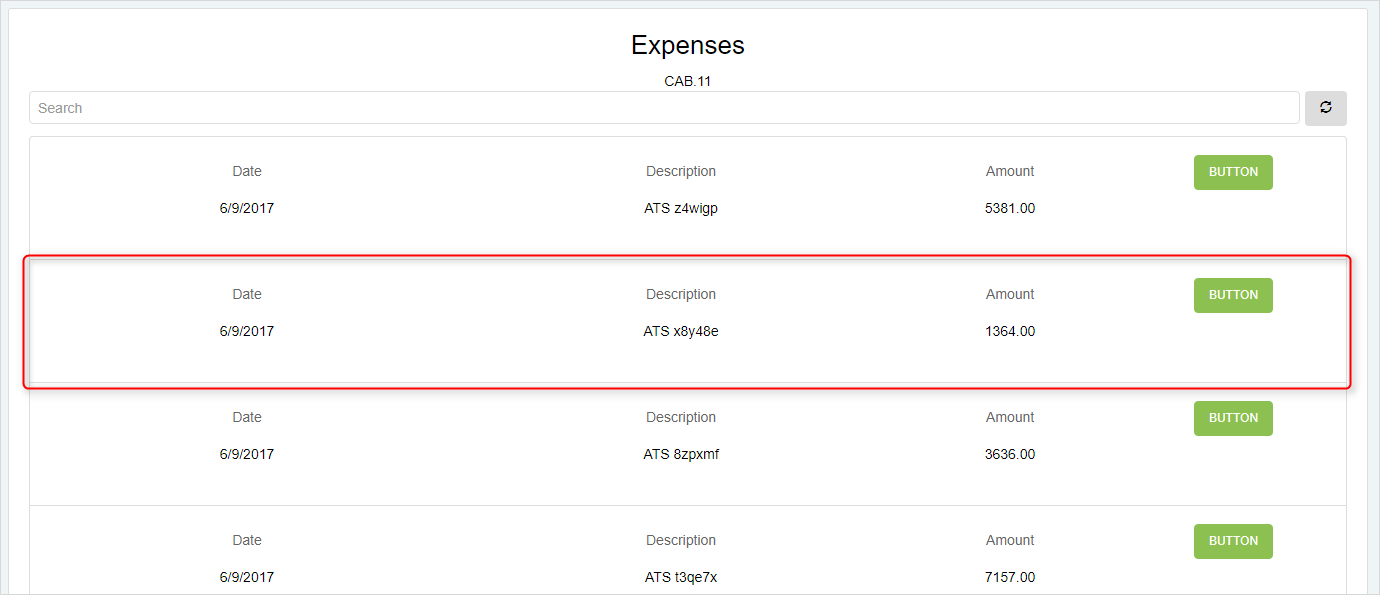 Expenses
CAB.11
Search
Date Description Amount BUTTON
6/9/2017 ATS z4wigp 5381.00
Date Description Amount BUTTON
6/9/2017 ATS x8y48e 1364.00
Date Description Amount BUTTON
6/9/2017 ATS 8zpxmf 3636.00
Date Description Amount BUTTON
6/9/2017 ATS t3qe7x 7157.00